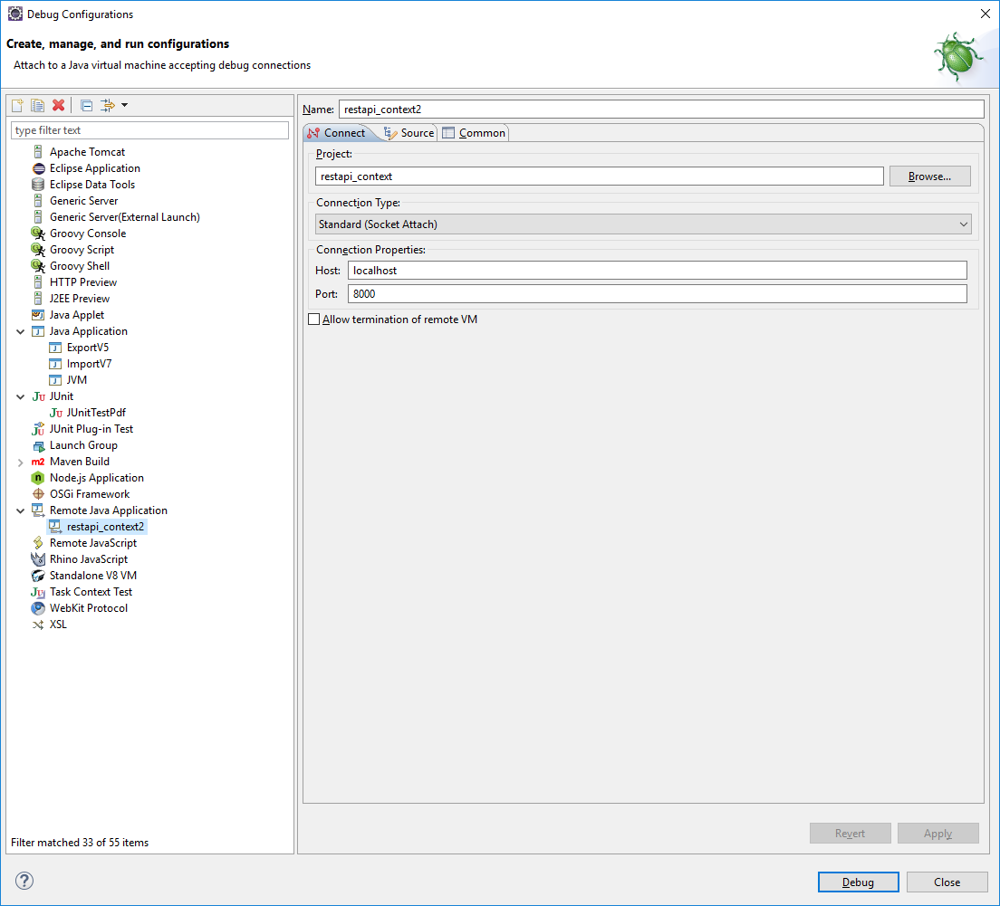 Debug Configurations
Create, manage, and run configurations
Attach to a Java virtual machine accepting debug connections
type filter text
Apache Tomcat
Eclipse Application
Eclipse Data Tools
Generic Server
Generic Server(External Launch)
Groovy Console
Groovy Script
Groovy Shell
HTTP Preview
J2EE Preview
Java Applet
Java Application
ExportV5
ImportV7
JVM
JUnit
JUnitTestPdf
JUnit Plug-in Test
Launch Group
m2 Maven Build
Node.js Application
OSGi Framework
Remote Java Application
restapi_context2
Remote JavaScript
Rhino JavaScript
Standalone V8 VM
Task Context Test
WebKit Protocol
XSL
Filter matched 33 of 55 items
Name: restapi_context2
Connect Source Common
Project:
restapi_context Browse...
Connection Type:
Standard (Socket Attach)
Connection Properties:
Host: localhost
Port: 8000
Allow termination of remote VM
Revert Apply
? Debug Close